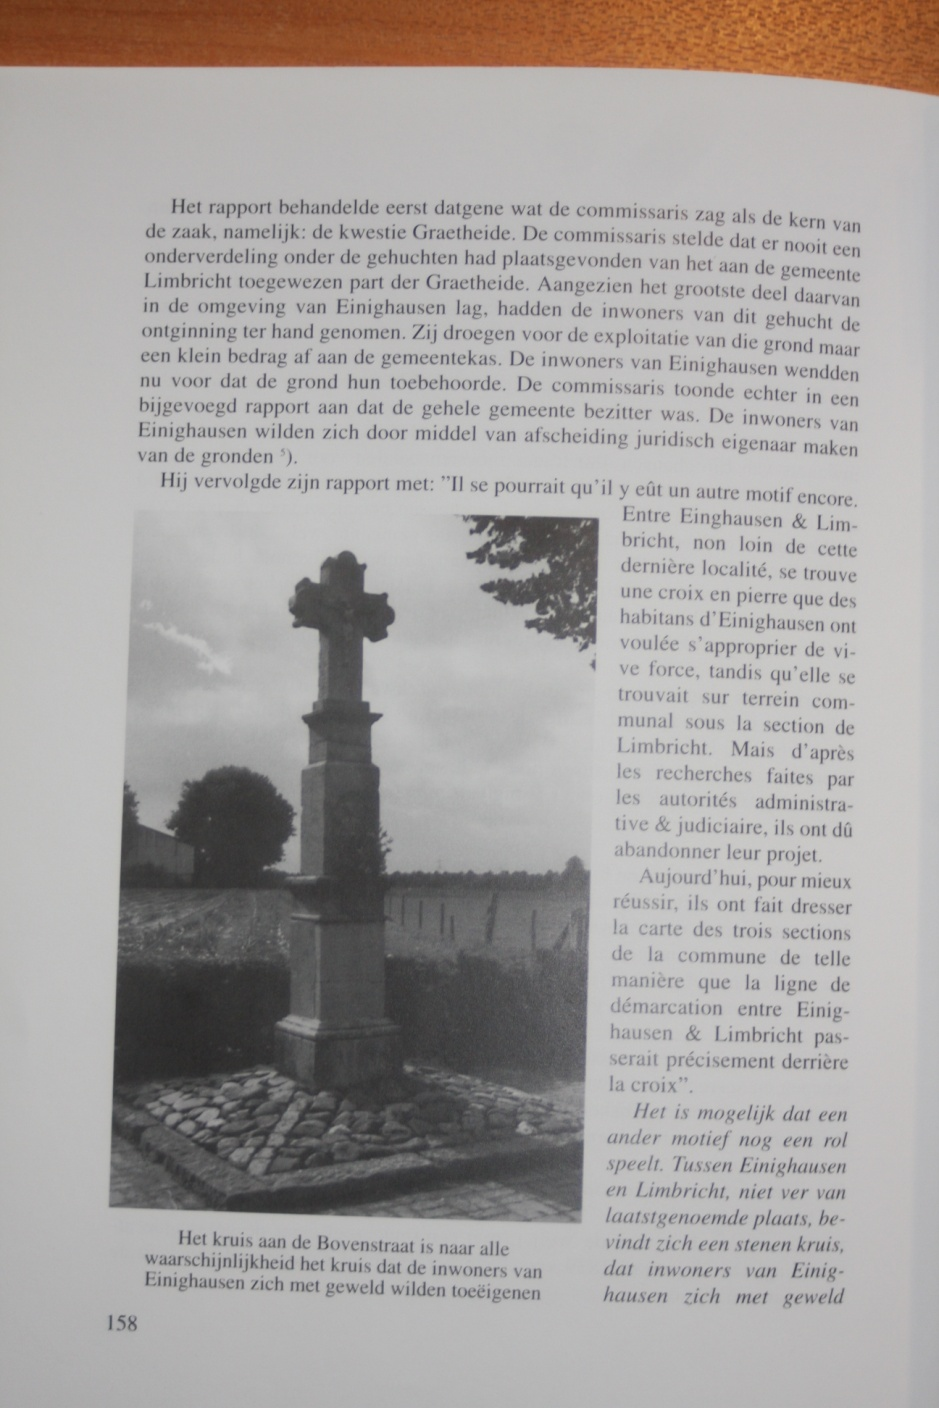 Het rapport behandelde eerst datgene wat de commissaris zag als de kern van
de zaak, namelijk: de kwestie Graetheide. De commissaris stelde dat er nooit een
onderverdeling onder de gehuchten had plaatsgevonden van het aan de gemeente
Limbricht toegewezen part der Graetheide. Aangezien het grootste deel daarvan
in de omgeving van Einighausen lag, hadden de inwoners van dit gehucht de
ontginning ter hand genomen. Zij droegen voor de exploitatie van die grond maar
een klein bedrag af aan de gemeentekas. De inwoners van Einighausen wendden
nu voor dat de grond hun toebehoorde. De commissaris toonde echter in een
bijgevoegd rapport aan dat de gehele gemeente bezitter was. De inwoners van
Einighausen wilden zich door middel van afscheiding juridisch eigenaar maken
van de gronden ⁵).
Hij vervolgde zijn rapport met: ”Il se pourrait qu’il y eût un autre motif encore.
Entre Einghausen & Lim-
bricht, non loin de cette
dernière localité, se trouve
une croix en pierre que des
habitans d’Einighausen ont
voulée s’approprier de vi-
ve force, tandis qu’elle se
trouvait sur terrein com-
munal sous la section de
Limbricht. Mais d’après
les recherches faites par
les autorités administra-
tive & judiciaire, ils ont dû
abandonner leur projet.
Aujourd’hui, pour mieux
réussir, ils ont fait dresser
la carte des trois sections
de la commune de telle
manière que la ligne de
démarcation entre Einig-
hausen & Limbricht pas-
serait précisement derrière
la croix”.
Het is mogelijk dat een
ander motief nog een rol
speelt. Tussen Einighausen
en Limbricht, niet ver van
laatstgenoemde plaats, be-
vindt zich een stenen kruis,
dat inwoners van Einig-
hausen zich met geweld
Het kruis aan de Bovenstraat is naar alle
waarschijnlijkheid het kruis dat de inwoners van
Einighausen zich met geweld wilden toeëigenen
158